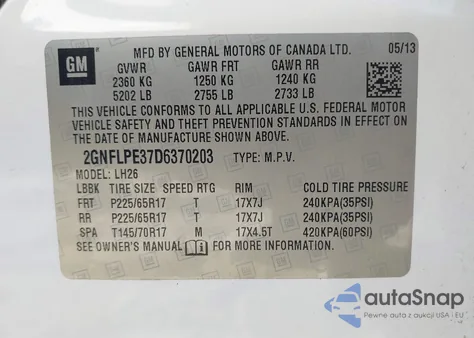 GM
MFD BY GENERAL MOTORS OF CANADA LTD. 05/13
GVWR GAWR FRT GAWR RR
2360 KG 1250 KG 1240 KG
5202 LB 2755 LB 2733 LB
THIS VEHICLE CONFORMS TO ALL APPLICABLE U.S. FEDERAL MOTOR
VEHICLE SAFETY AND THEFT PREVENTION STANDARDS IN EFFECT ON
THE DATE OF MANUFACTURE SHOWN ABOVE.
2GNFLPE37D6370203 TYPE: M.P.V.
MODEL: LH26
LBBK TIRE SIZE SPEED RTG RIM COLD TIRE PRESSURE
FRT P225/65R17 T 17X7J 240KPA(35PSI)
RR P225/65R17 T 17X7J 240KPA(35PSI)
SPA T145/70R17 M 17X4.5T 420KPA(60PSI)
SEE OWNER'S MANUAL FOR MORE INFORMATION
autoSnap
Pewne auta z aukcji USA i EU